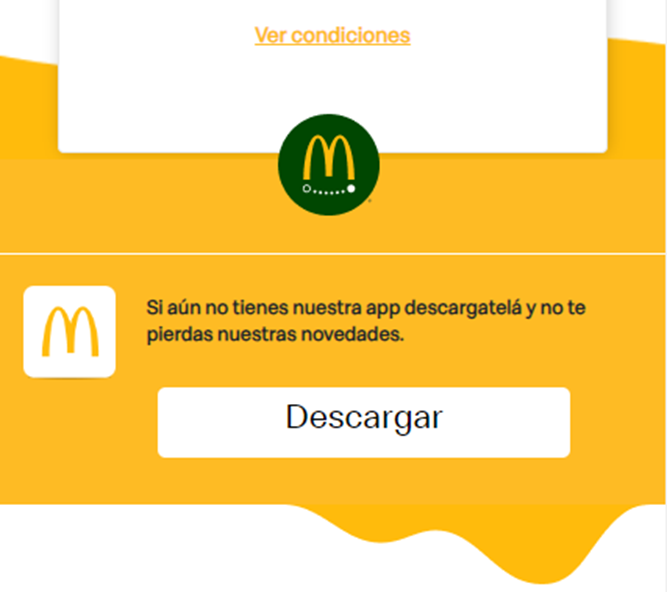 Ver condiciones
Si aún no tienes nuestra app descargatelá y no te
pierdas nuestras novedades.
Descargar